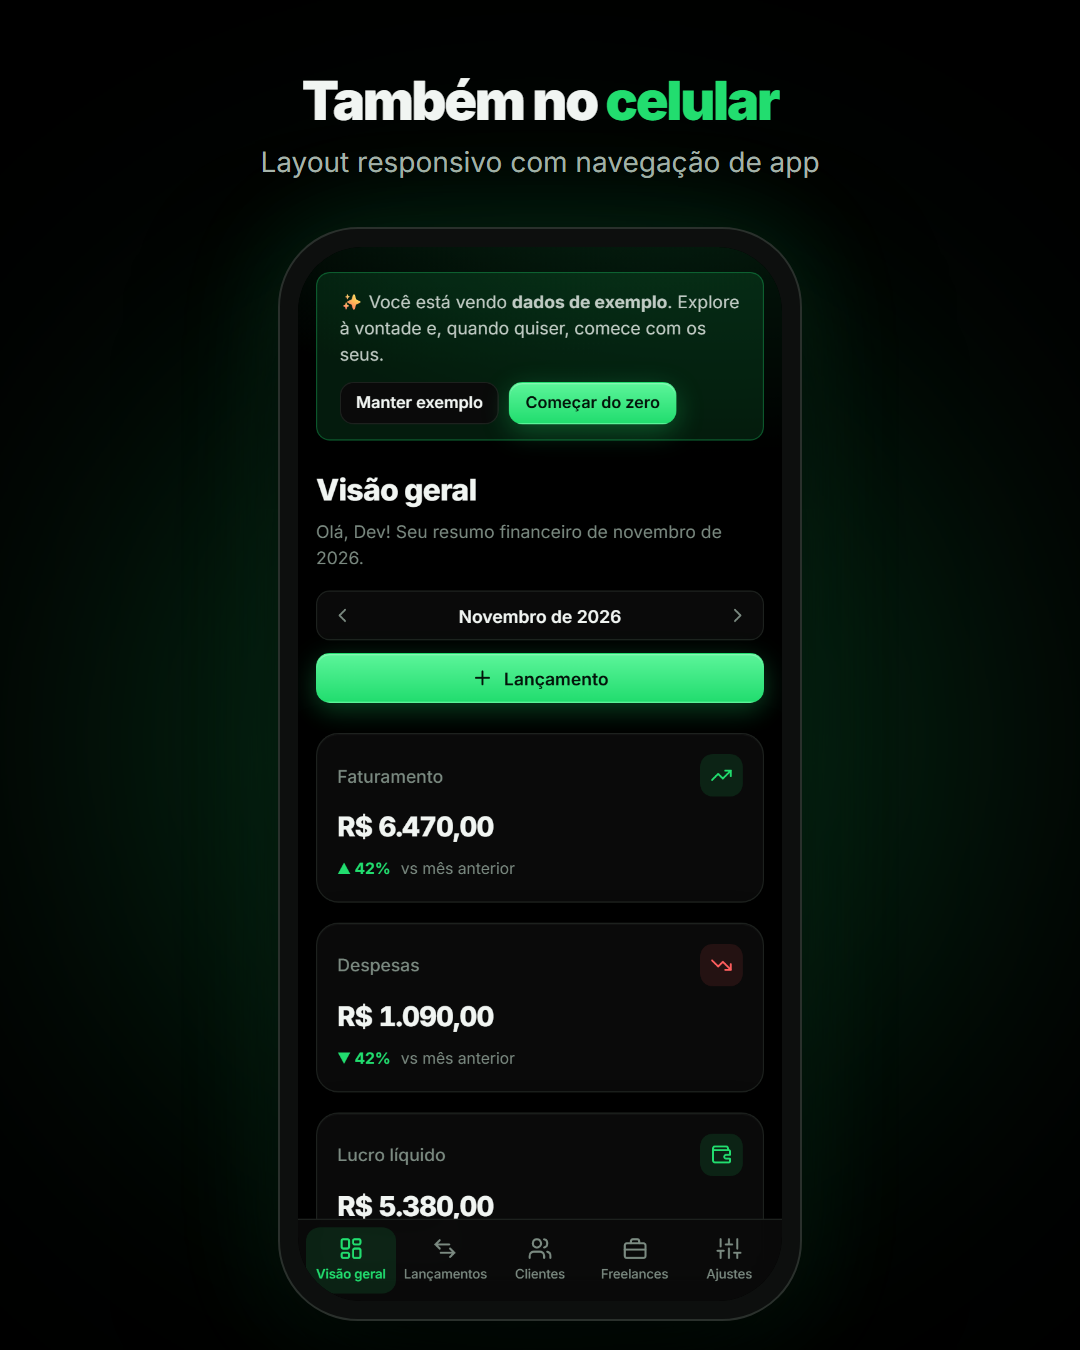 Também no celular
Layout responsivo com navegação de app
✨ Você está vendo dados de exemplo. Explore
à vontade e, quando quiser, comece com os
seus.
Manter exemplo
Começar do zero
Visão geral
Olá, Dev! Seu resumo financeiro de novembro de
2026.
Novembro de 2026
+ Lançamento
Faturamento
R$ 6.470,00
▲ 42% vs mês anterior
Despesas
R$ 1.090,00
▼ 42% vs mês anterior
Lucro líquido
R$ 5.380,00
Visão geral
Lançamentos
Clientes
Freelances
Ajustes